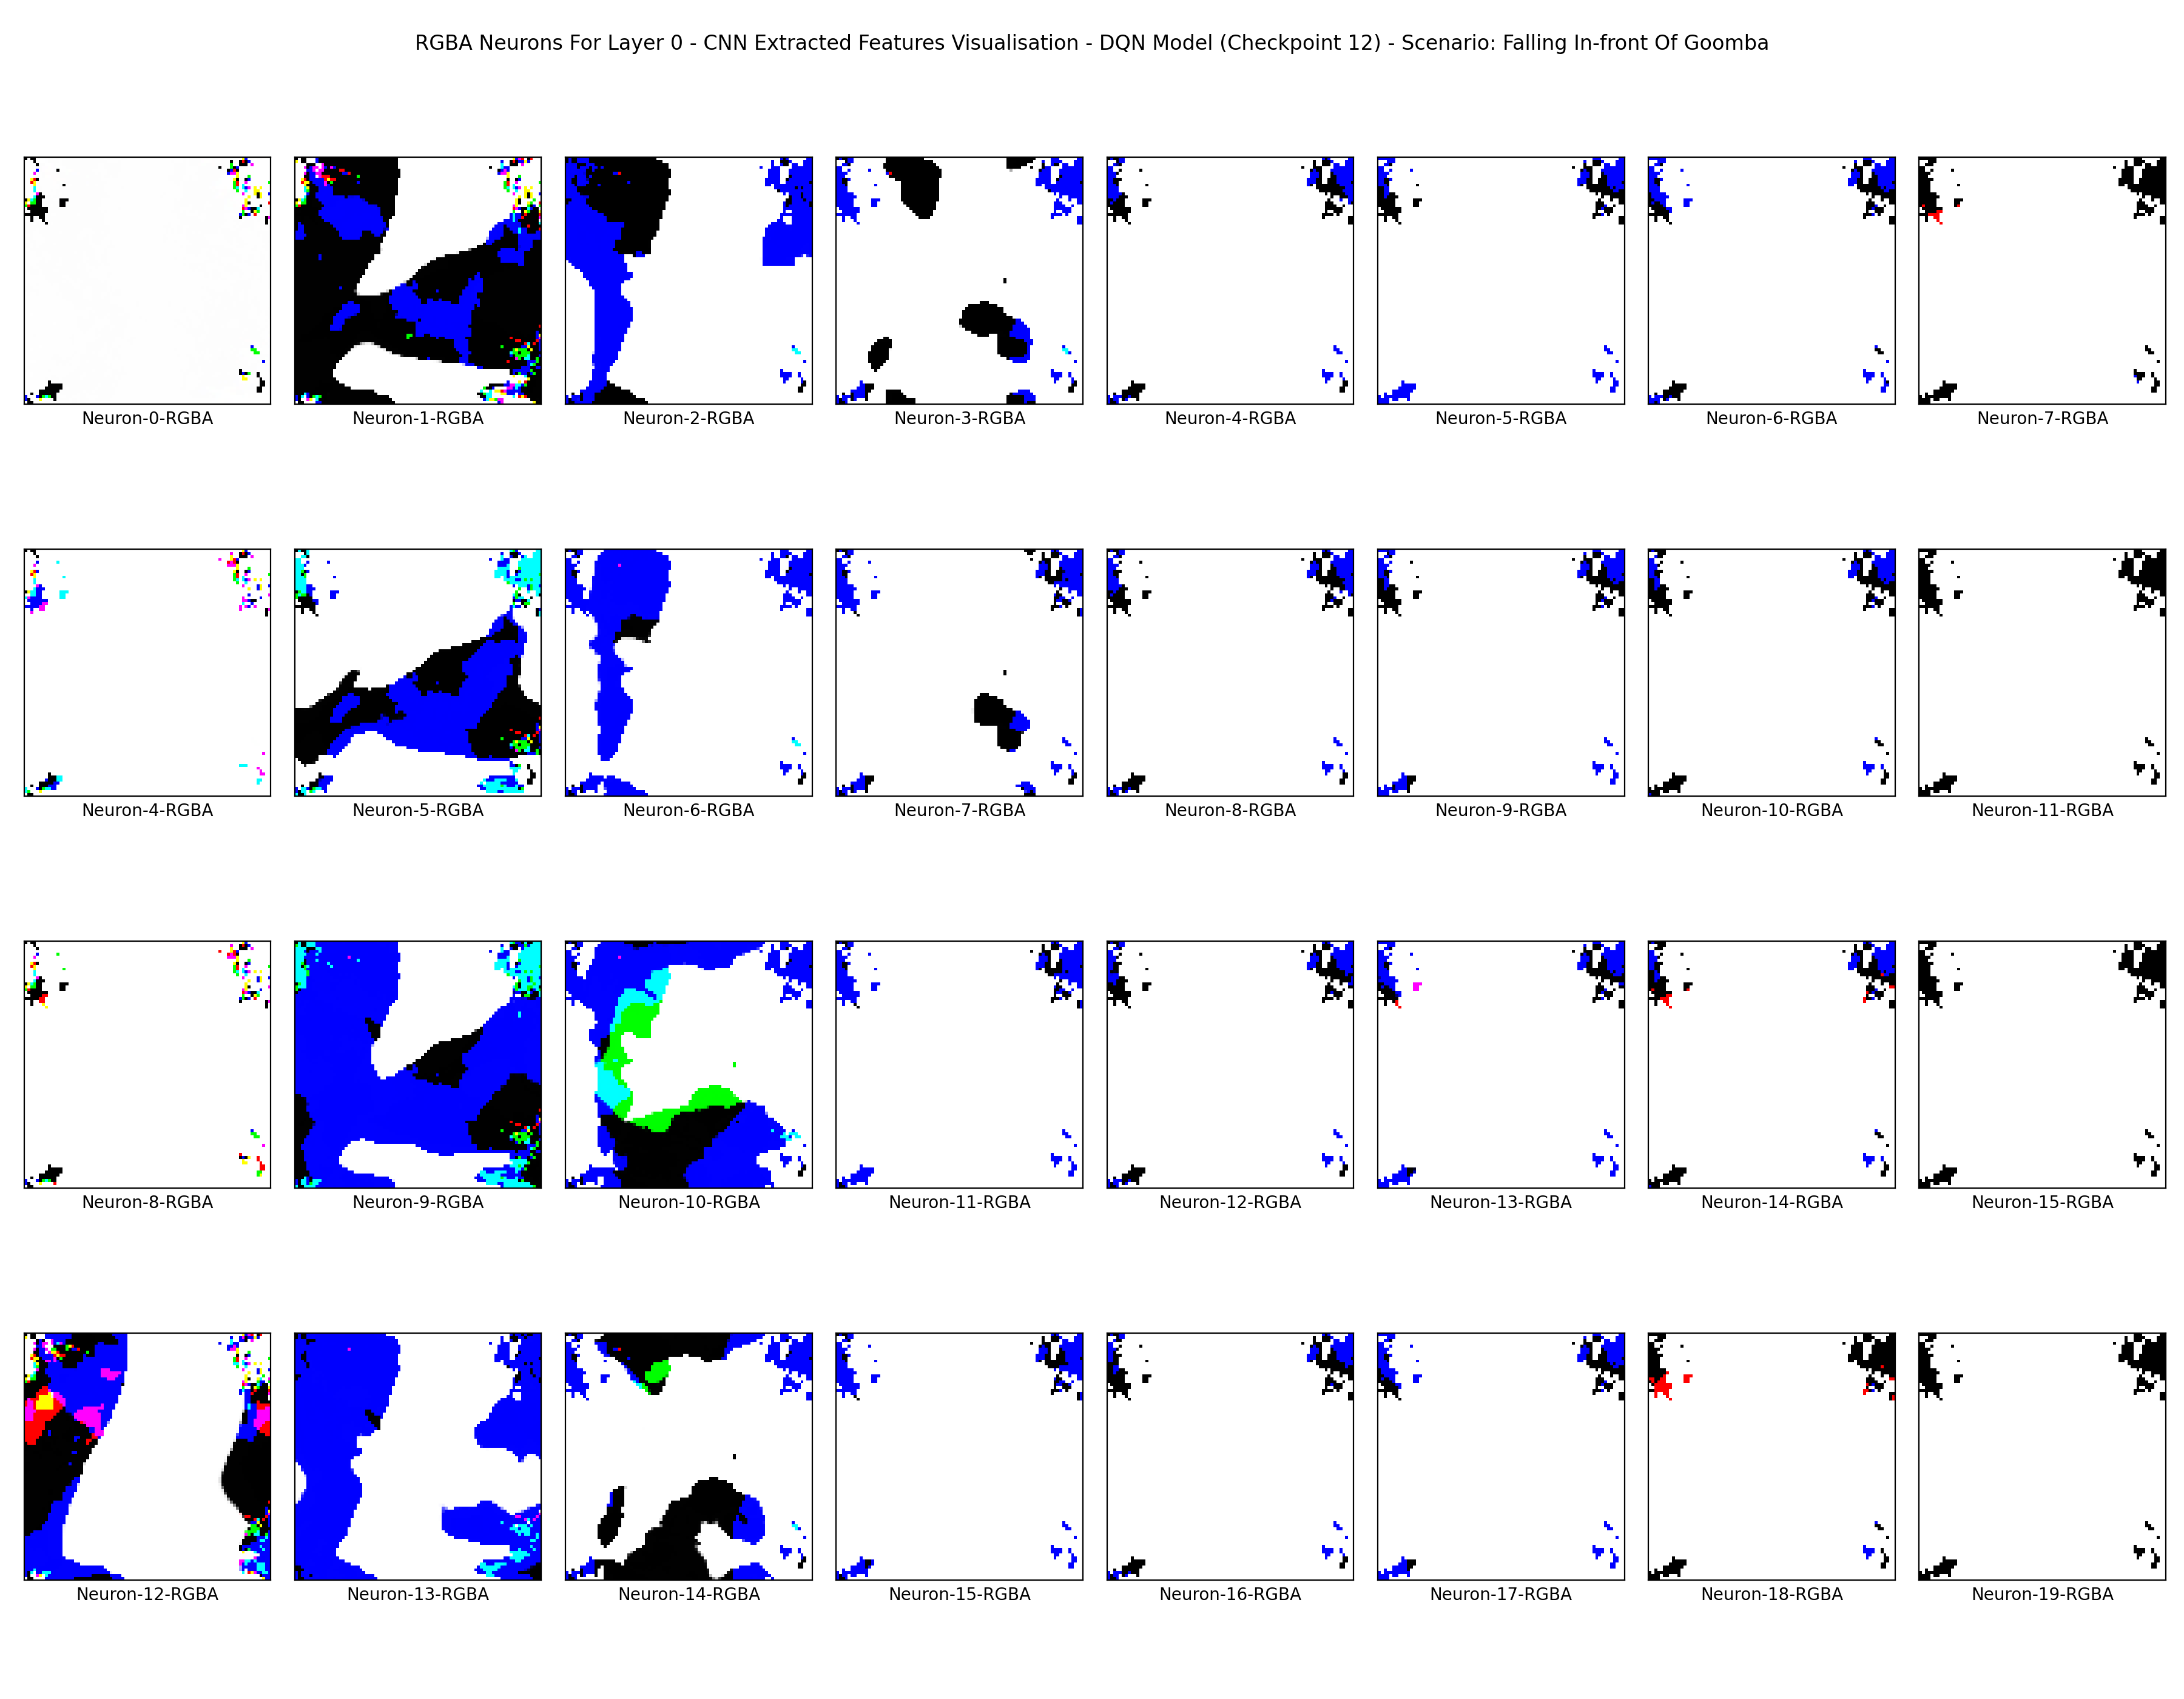 RGBA Neurons For Layer 0 - CNN Extracted Features Visualisation - DQN Model (Checkpoint 12) - Scenario: Falling In-front Of Goomba
Neuron-0-RGBA Neuron-1-RGBA Neuron-2-RGBA Neuron-3-RGBA Neuron-4-RGBA Neuron-5-RGBA Neuron-6-RGBA Neuron-7-RGBA
Neuron-4-RGBA Neuron-5-RGBA Neuron-6-RGBA Neuron-7-RGBA Neuron-8-RGBA Neuron-9-RGBA Neuron-10-RGBA Neuron-11-RGBA
Neuron-8-RGBA Neuron-9-RGBA Neuron-10-RGBA Neuron-11-RGBA Neuron-12-RGBA Neuron-13-RGBA Neuron-14-RGBA Neuron-15-RGBA
Neuron-12-RGBA Neuron-13-RGBA Neuron-14-RGBA Neuron-15-RGBA Neuron-16-RGBA Neuron-17-RGBA Neuron-18-RGBA Neuron-19-RGBA